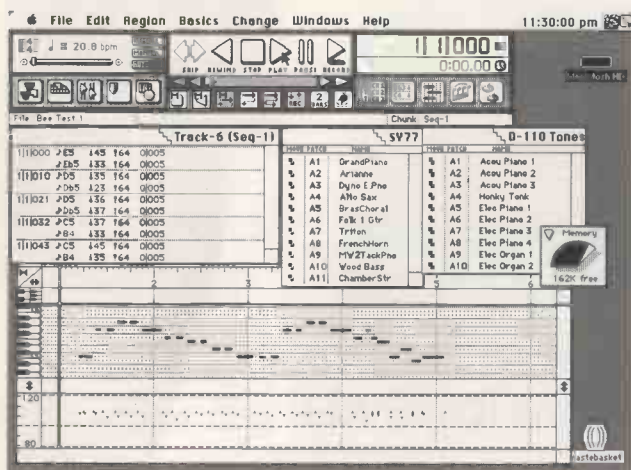 File Edit Region Basics Change Windows Help 11:30:00 pm
4/4 ♩ = 20.8 bpm
SKIP REWIND STOP PLAY PAUSE RECORD
1|1|000
0:00.00
ABC 2 BARS
File Bee Test 1 Chunk Seq-1
Track-6 (Seq-1)
1|1|000 ♪E5 ↓45 ↑64 0|005
♪Eb5 ↓33 ↑64 0|005
1|1|010 ♪D5 ↓35 ↑64 0|005
♪Db5 ↓23 ↑64 0|005
1|1|021 ♪D5 ↓36 ↑64 0|005
♪Db5 ↓37 ↑64 0|005
1|1|032 ♪C5 ↓37 ↑64 0|005
♪B4 ↓33 ↑64 0|005
1|1|043 ♪C5 ↓45 ↑64 0|005
♪B4 ↓35 ↑64 0|005
SY77
MOVE PATCH NAME
A1 GrandPiano
A2 Arianne
A3 Dyno E.Pno
A4 Alto Sax
A5 BrasChoral
A6 Folk 1 Gtr
A7 Triton
A8 FrenchHorn
A9 MW2TackPno
A10 Wood Bass
A11 ChamberStr
D-110 Tones
MOVE PATCH NAME
A1 Acou Piano 1
A2 Acou Piano 2
A3 Acou Piano 3
A4 Honky Tonk
A5 Elec Piano 1
A6 Elec Piano 2
A7 Elec Piano 3
A8 Elec Piano 4
A9 Elec Organ 1
A10 Elec Organ 2
Memory
162K free
2 3 4 5 6
120
80
astebasket